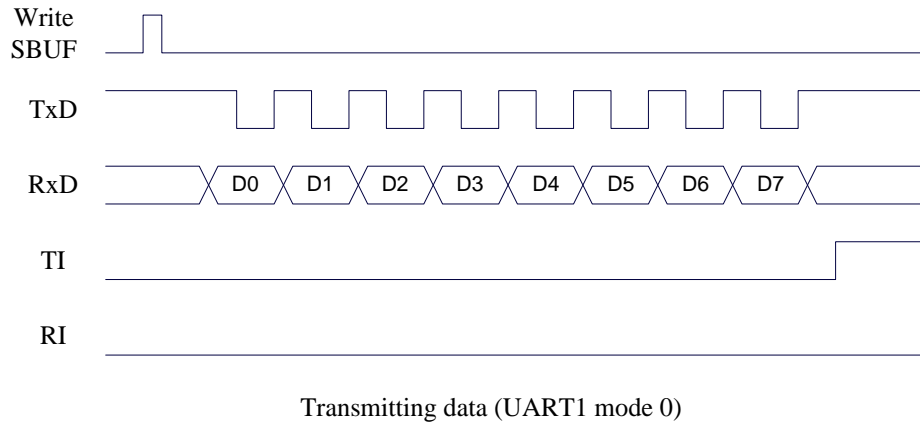 Write
SBUF
TxD
RxD
D0 D1 D2 D3 D4 D5 D6 D7
TI
RI
Transmitting data (UART1 mode 0)